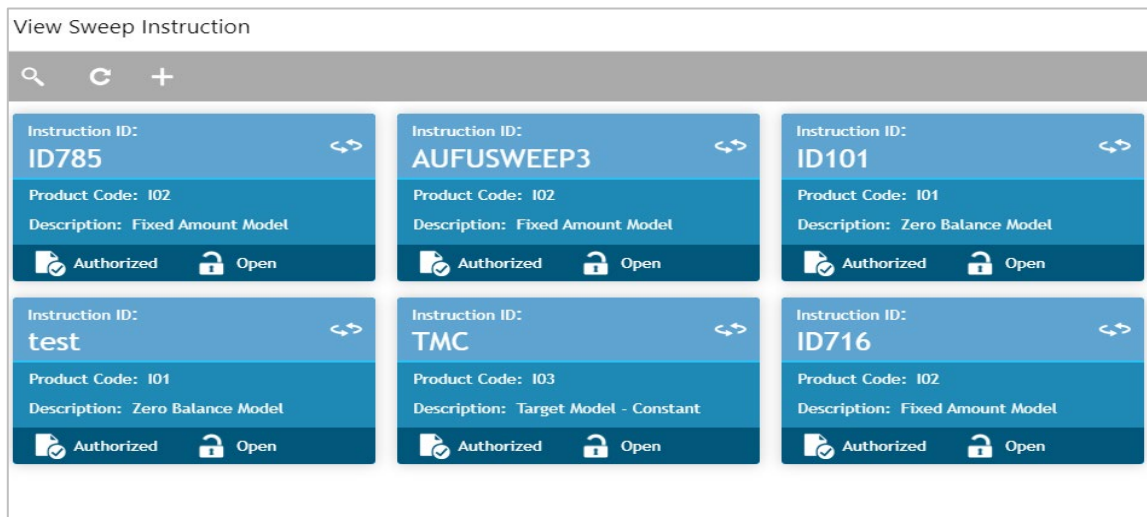 View Sweep Instruction
Instruction ID:
ID785
Product Code: I02
Description: Fixed Amount Model
Authorized Open
Instruction ID:
AUFUSWEEP3
Product Code: I02
Description: Fixed Amount Model
Authorized Open
Instruction ID:
ID101
Product Code: I01
Description: Zero Balance Model
Authorized Open
Instruction ID:
test
Product Code: I01
Description: Zero Balance Model
Authorized Open
Instruction ID:
TMC
Product Code: I03
Description: Target Model - Constant
Authorized Open
Instruction ID:
ID716
Product Code: I02
Description: Fixed Amount Model
Authorized Open